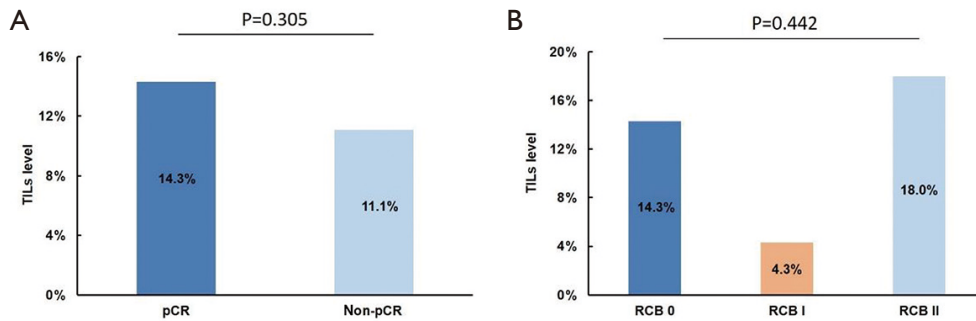 A
P=0.305
16%
12%
8%
4%
0%
TILs level
14.3%
11.1%
pCR
Non-pCR
B
P=0.442
20%
16%
12%
8%
4%
0%
TILs level
14.3%
4.3%
18.0%
RCB 0
RCB I
RCB II